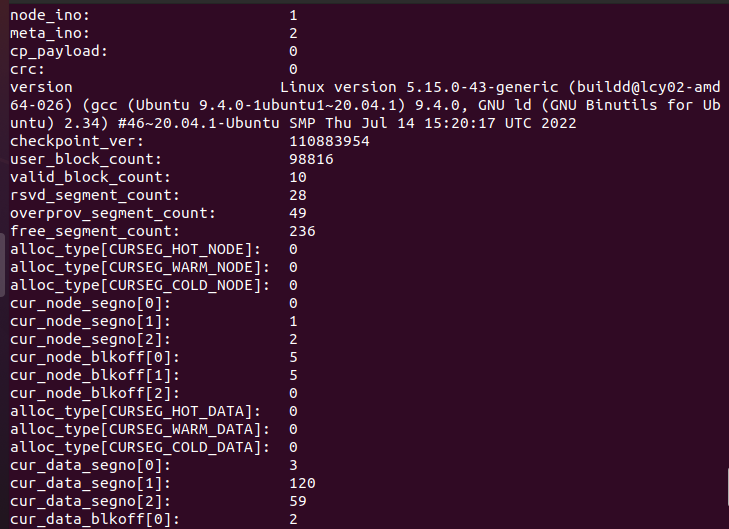 node_ino: 1
meta_ino: 2
cp_payload: 0
crc: 0
version Linux version 5.15.0-43-generic (buildd@lcy02-amd
64-026) (gcc (Ubuntu 9.4.0-1ubuntu1~20.04.1) 9.4.0, GNU ld (GNU Binutils for Ub
untu) 2.34) #46~20.04.1-Ubuntu SMP Thu Jul 14 15:20:17 UTC 2022
checkpoint_ver: 110883954
user_block_count: 98816
valid_block_count: 10
rsvd_segment_count: 28
overprov_segment_count: 49
free_segment_count: 236
alloc_type[CURSEG_HOT_NODE]: 0
alloc_type[CURSEG_WARM_NODE]: 0
alloc_type[CURSEG_COLD_NODE]: 0
cur_node_segno[0]: 0
cur_node_segno[1]: 1
cur_node_segno[2]: 2
cur_node_blkoff[0]: 5
cur_node_blkoff[1]: 5
cur_node_blkoff[2]: 0
alloc_type[CURSEG_HOT_DATA]: 0
alloc_type[CURSEG_WARM_DATA]: 0
alloc_type[CURSEG_COLD_DATA]: 0
cur_data_segno[0]: 3
cur_data_segno[1]: 120
cur_data_segno[2]: 59
cur_data_blkoff[0]: 2